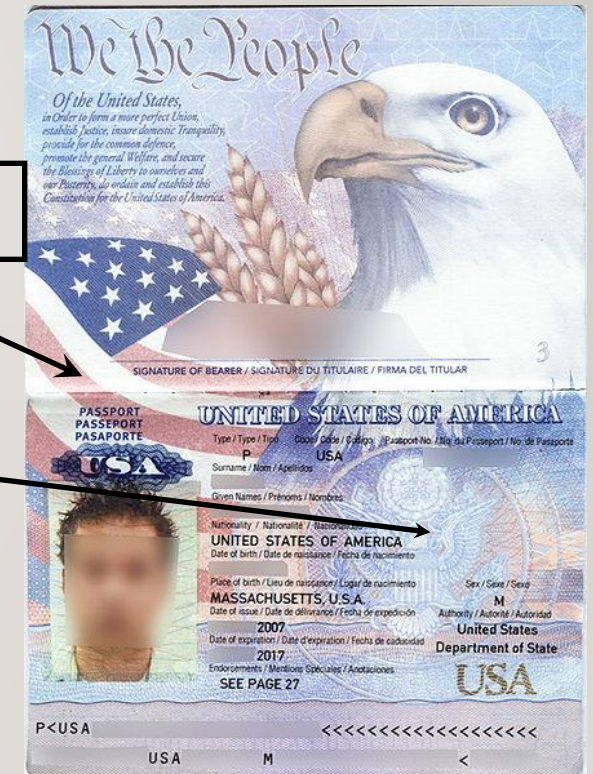 We the People
Of the United States,
in Order to form a more perfect Union,
establish Justice, insure domestic Tranquility,
provide for the common defence,
promote the general Welfare, and secure
the Blessings of Liberty to ourselves and
our Posterity, do ordain and establish this
Constitution for the United States of America.
3
SIGNATURE OF BEARER / SIGNATURE DU TITULAIRE / FIRMA DEL TITULAR
PASSPORT
PASSEPORT
PASAPORTE
USA
UNITED STATES OF AMERICA
Type / Type / Tipo Code / Code / Código Passport No. / No. du Passeport / No. de Pasaporte
P USA
Surname / Nom / Apellidos
Given Names / Prénoms / Nombres
Nationality / Nationalité / Nacionalidad
UNITED STATES OF AMERICA
Date of birth / Date de naissance / Fecha de nacimiento
Place of birth / Lieu de naissance / Lugar de nacimiento Sex / Sexe / Sexo
MASSACHUSETTS, U.S.A. M
Date of issue / Date de délivrance / Fecha de expedición Authority / Autorité / Autoridad
2007 United States
Date of expiration / Date d'expiration / Fecha de caducidad Department of State
2017
Endorsements / Mentions Spéciales / Anotaciones
SEE PAGE 27 USA
P<USA <<<<<<<<<<<<<<<<<<<<
USA M <